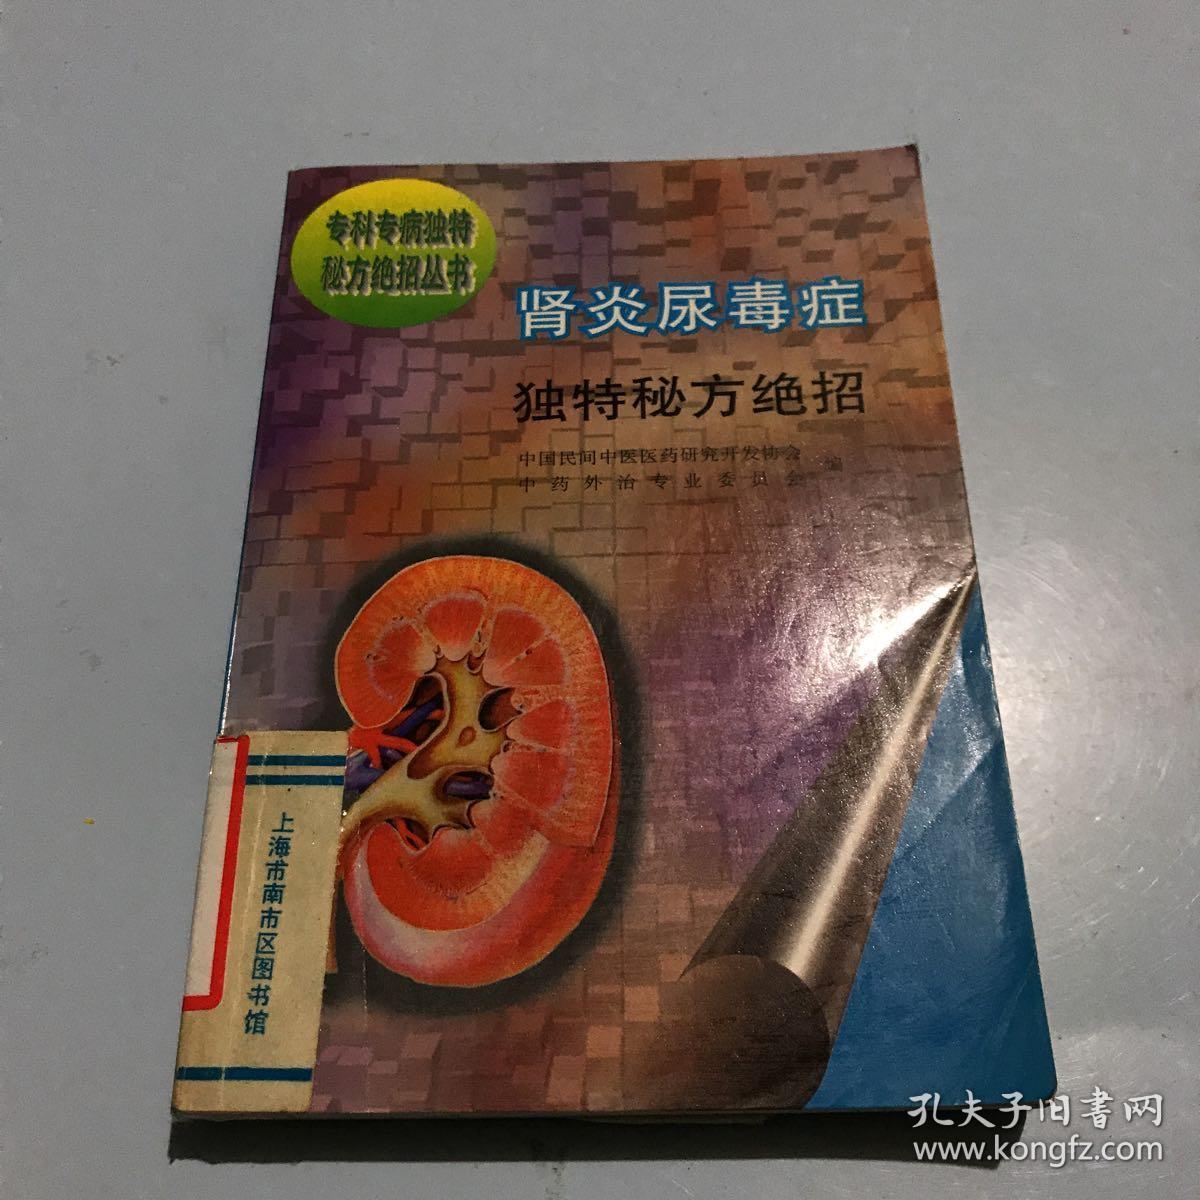 专科专病独特
秘方绝招丛书
肾炎尿毒症
独特秘方绝招
中国民间中医医药研究开发协会
中药外治专业委员会 编
上海市南市区图书馆
孔夫子旧書网
www.kongfz.com